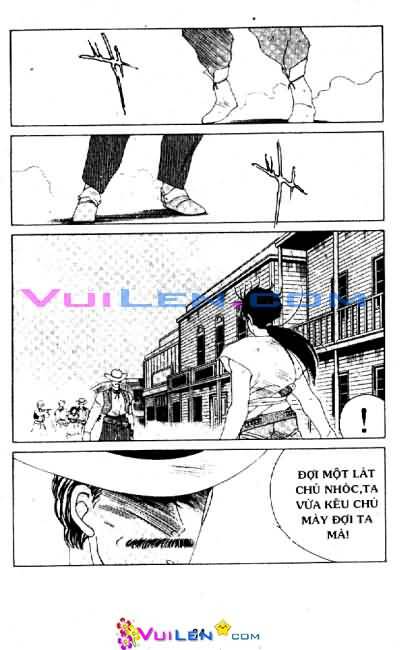 VuiLen.com
!
ĐỢI MỘT LÁT
CHÚ NHÓC,TA
VỪA KÊU CHÚ
MÀY ĐỢI TA
MÀ!
VuiLen
.com